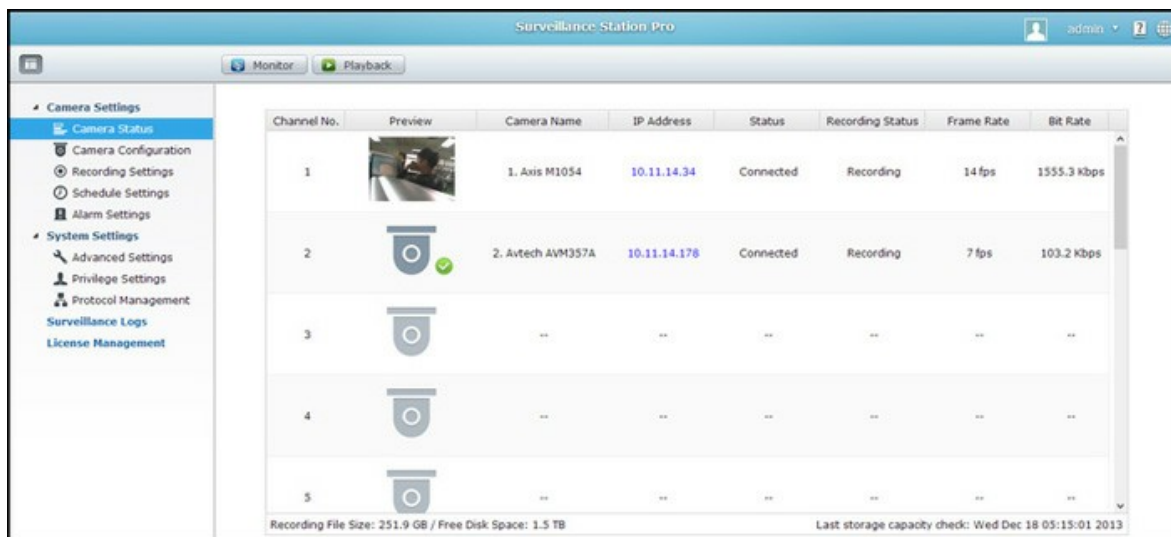 Surveillance Station Pro
admin
Monitor Playback
Camera Settings
Camera Status
Camera Configuration
Recording Settings
Schedule Settings
Alarm Settings
System Settings
Advanced Settings
Privilege Settings
Protocol Management
Surveillance Logs
License Management
Channel No. Preview Camera Name IP Address Status Recording Status Frame Rate Bit Rate
1 1. Axis M1054 10.11.14.34 Connected Recording 14 fps 1555.3 Kbps
2 2. Avtech AVM357A 10.11.14.178 Connected Recording 7 fps 103.2 Kbps
3 -- -- -- -- -- --
4 -- -- -- -- -- --
5 -- -- -- -- -- --
Recording File Size: 251.9 GB / Free Disk Space: 1.5 TB Last storage capacity check: Wed Dec 18 05:15:01 2013